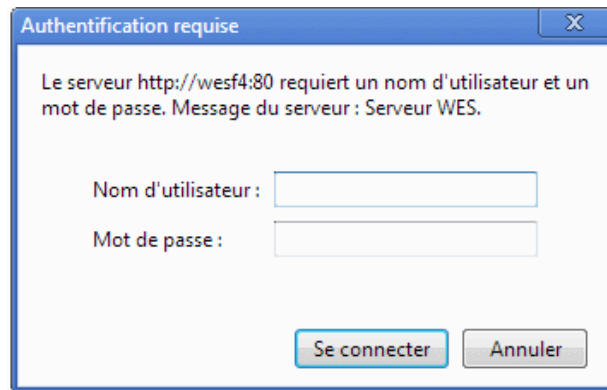 Authentification requise
Le serveur http://wesf4:80 requiert un nom d'utilisateur et un
mot de passe. Message du serveur : Serveur WES.
Nom d'utilisateur :
Mot de passe :
Se connecter Annuler